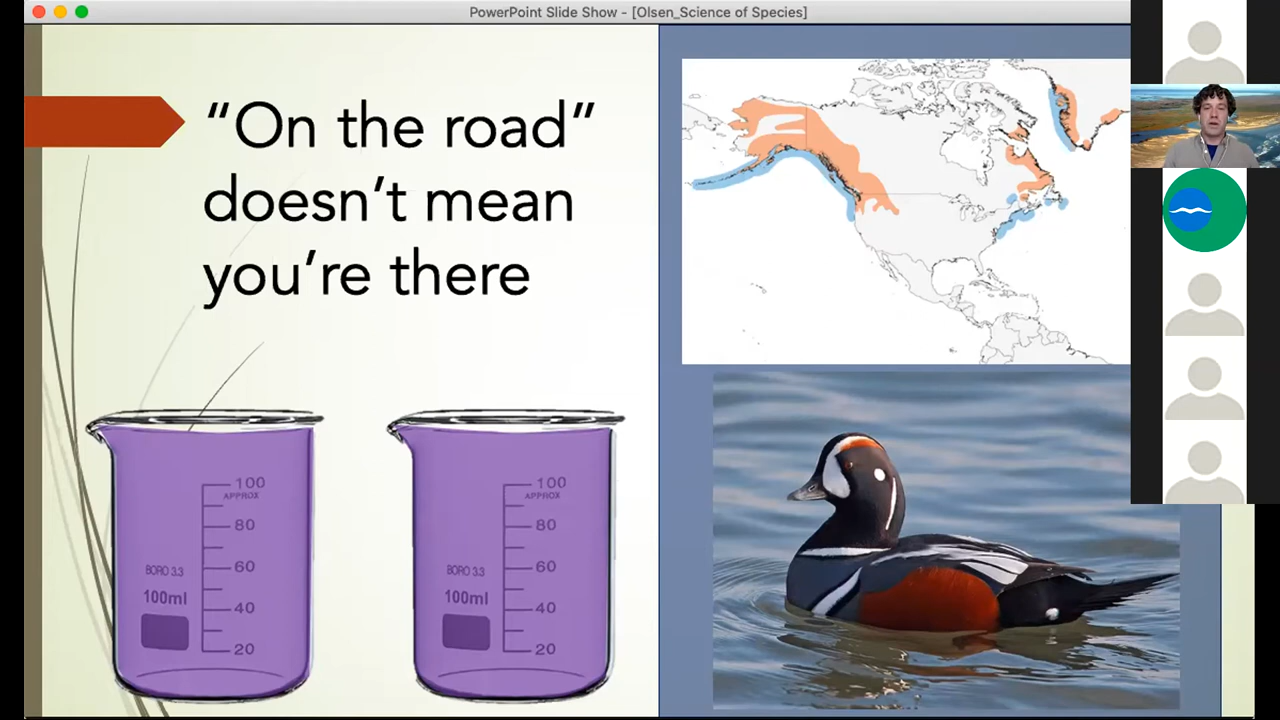 PowerPoint Slide Show - [Olsen_Science of Species]
“On the road”
doesn’t mean
you’re there
100
APPROX
80
60
40
20
BORO 3.3
100ml
100
APPROX
80
60
40
20
BORO 3.3
100ml